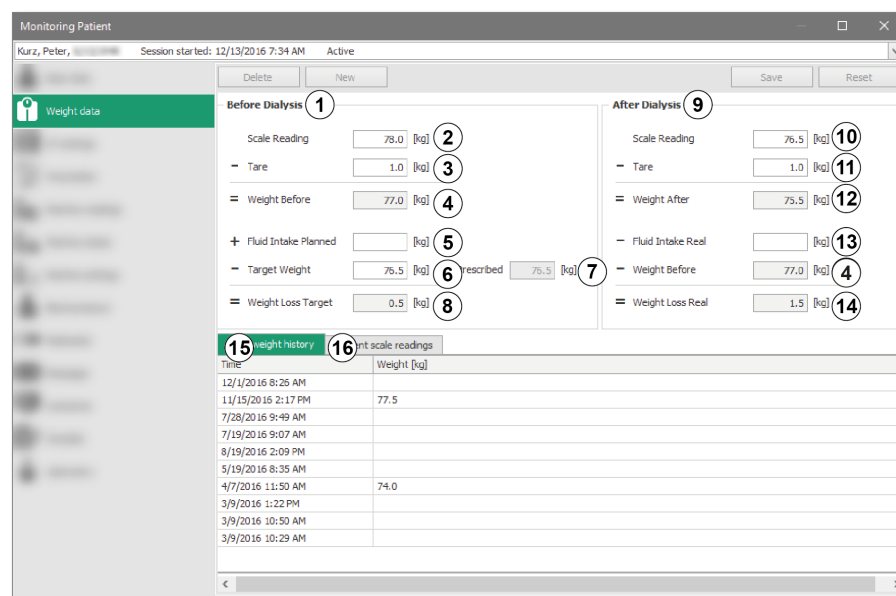 Monitoring Patient
Kurz, Peter, Session started: 12/13/2016 7:34 AM Active
Delete New Save Reset
Weight data
Before Dialysis 1
Scale Reading 78.0 [kg] 2
− Tare 1.0 [kg] 3
= Weight Before 77.0 [kg] 4
+ Fluid Intake Planned [kg] 5
− Target Weight 76.5 [kg] 6 rescribed 76.5 [kg] 7
= Weight Loss Target 0.5 [kg] 8
After Dialysis 9
Scale Reading 76.5 [kg] 10
− Tare 1.0 [kg] 11
= Weight After 75.5 [kg] 12
− Fluid Intake Real [kg] 13
− Weight Before 77.0 [kg] 4
= Weight Loss Real 1.5 [kg] 14
15 weight history 16 ent scale readings
Time Weight [kg]
12/1/2016 8:26 AM
11/15/2016 2:17 PM 77.5
7/28/2016 9:49 AM
7/19/2016 9:07 AM
8/19/2016 2:09 PM
5/19/2016 8:35 AM
4/7/2016 11:50 AM 74.0
3/9/2016 1:22 PM
3/9/2016 10:50 AM
3/9/2016 10:29 AM